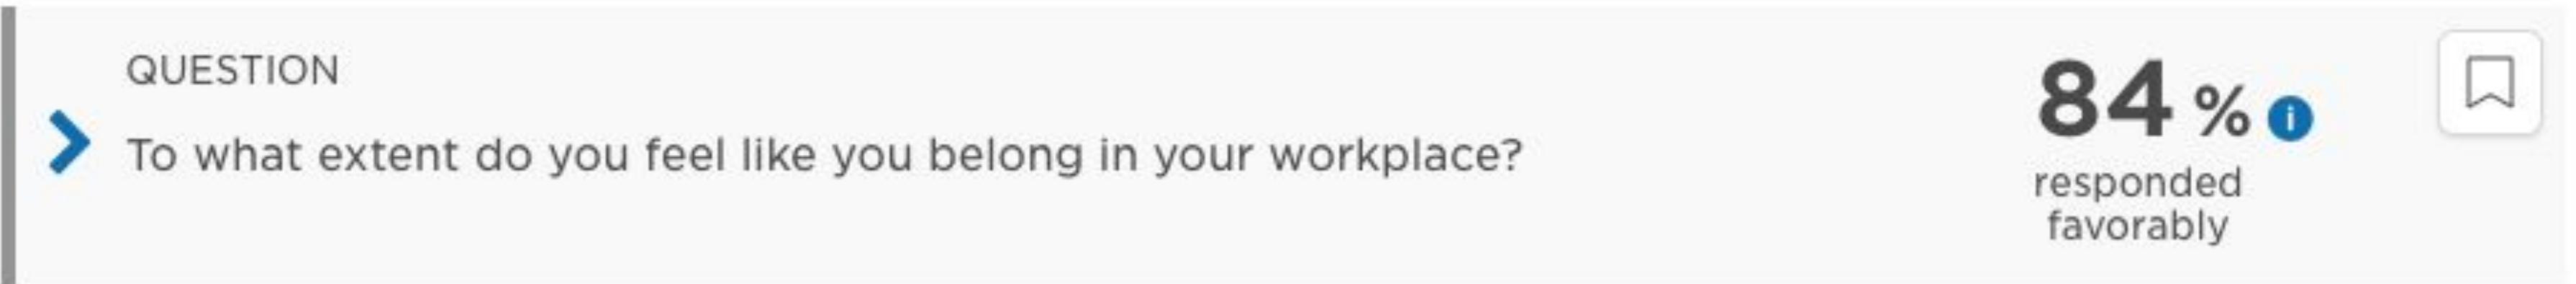 QUESTION
To what extent do you feel like you belong in your workplace?
84 % i
responded
favorably